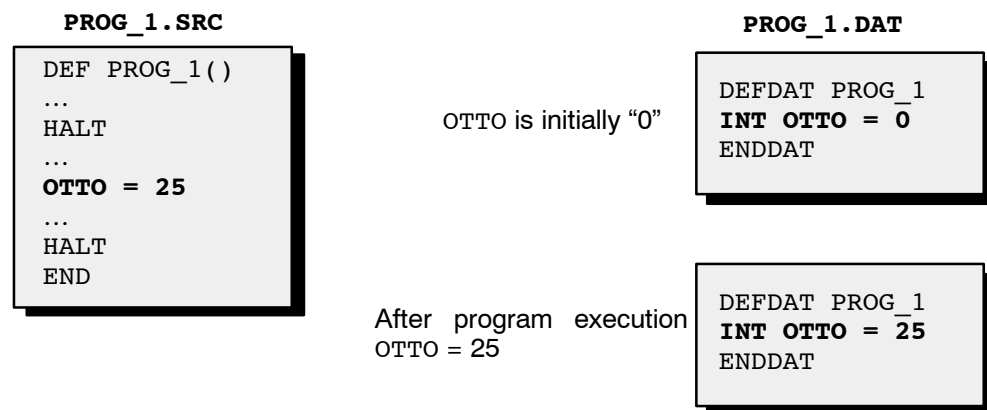 PROG_1.SRC
DEF PROG_1()
...
HALT
...
OTTO = 25
...
HALT
END
PROG_1.DAT
OTTO is initially “0”
DEFDAT PROG_1
INT OTTO = 0
ENDDAT
After program execution
OTTO = 25
DEFDAT PROG_1
INT OTTO = 25
ENDDAT